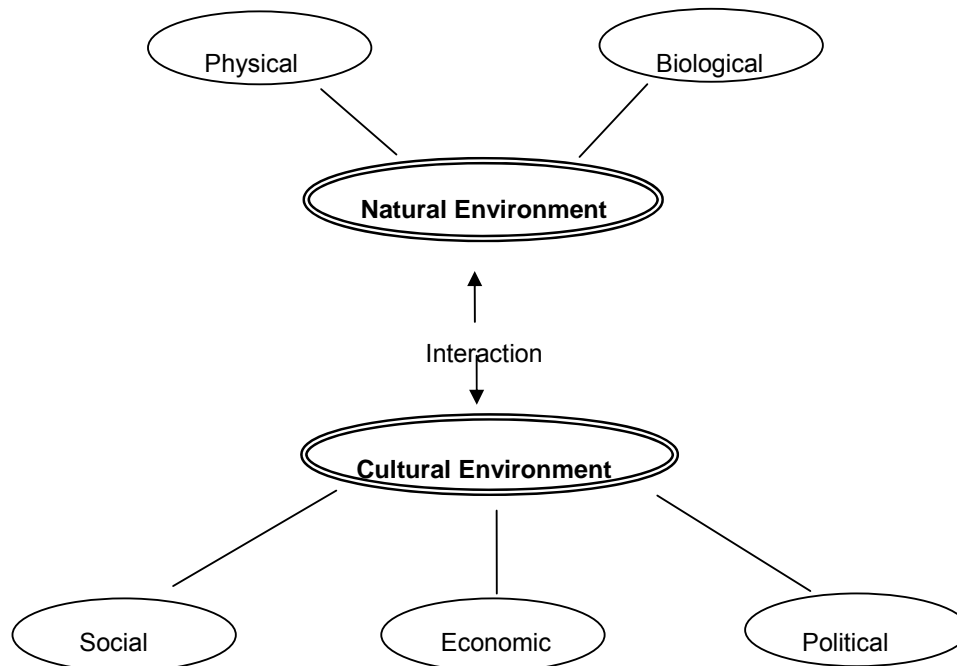 Physical
Biological
Natural Environment
Interaction
Cultural Environment
Social
Economic
Political